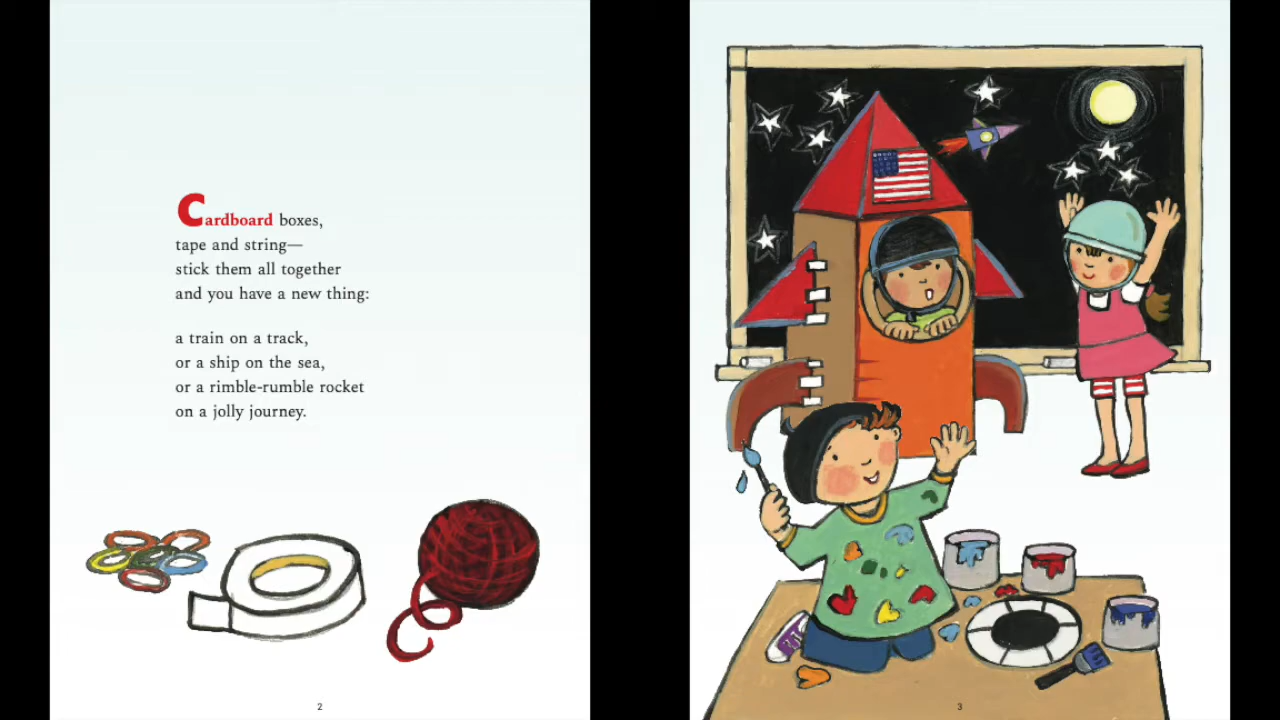 Cardboard boxes,
tape and string—
stick them all together
and you have a new thing:
a train on a track,
or a ship on the sea,
or a rimble-rumble rocket
on a jolly journey.
2
3